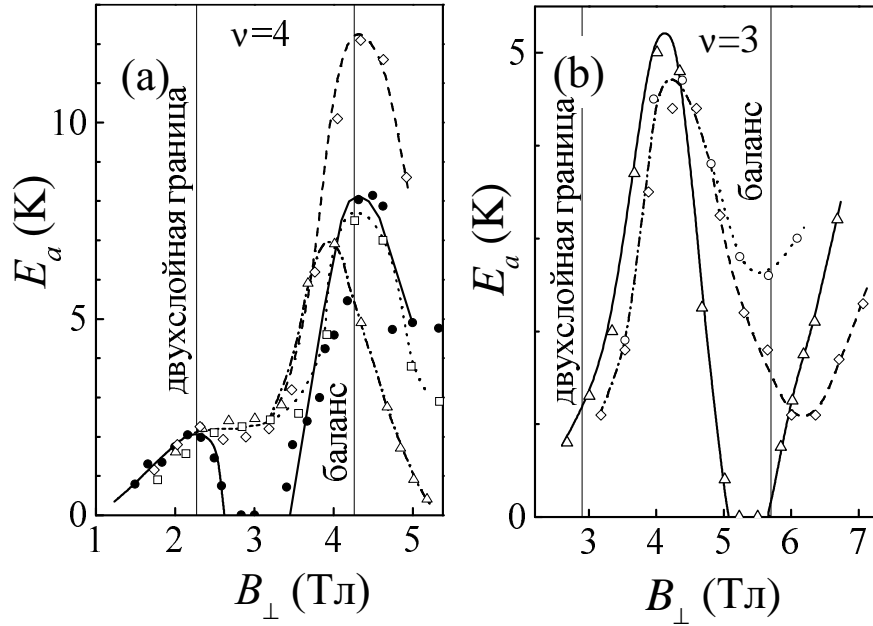 (a)
ν=4
двухслойная граница
баланс
E_a (K)
10
5
0
1
2
3
4
5
B_⊥ (Тл)
(b)
ν=3
двухслойная граница
баланс
E_a (K)
5
0
3
4
5
6
7
B_⊥ (Тл)